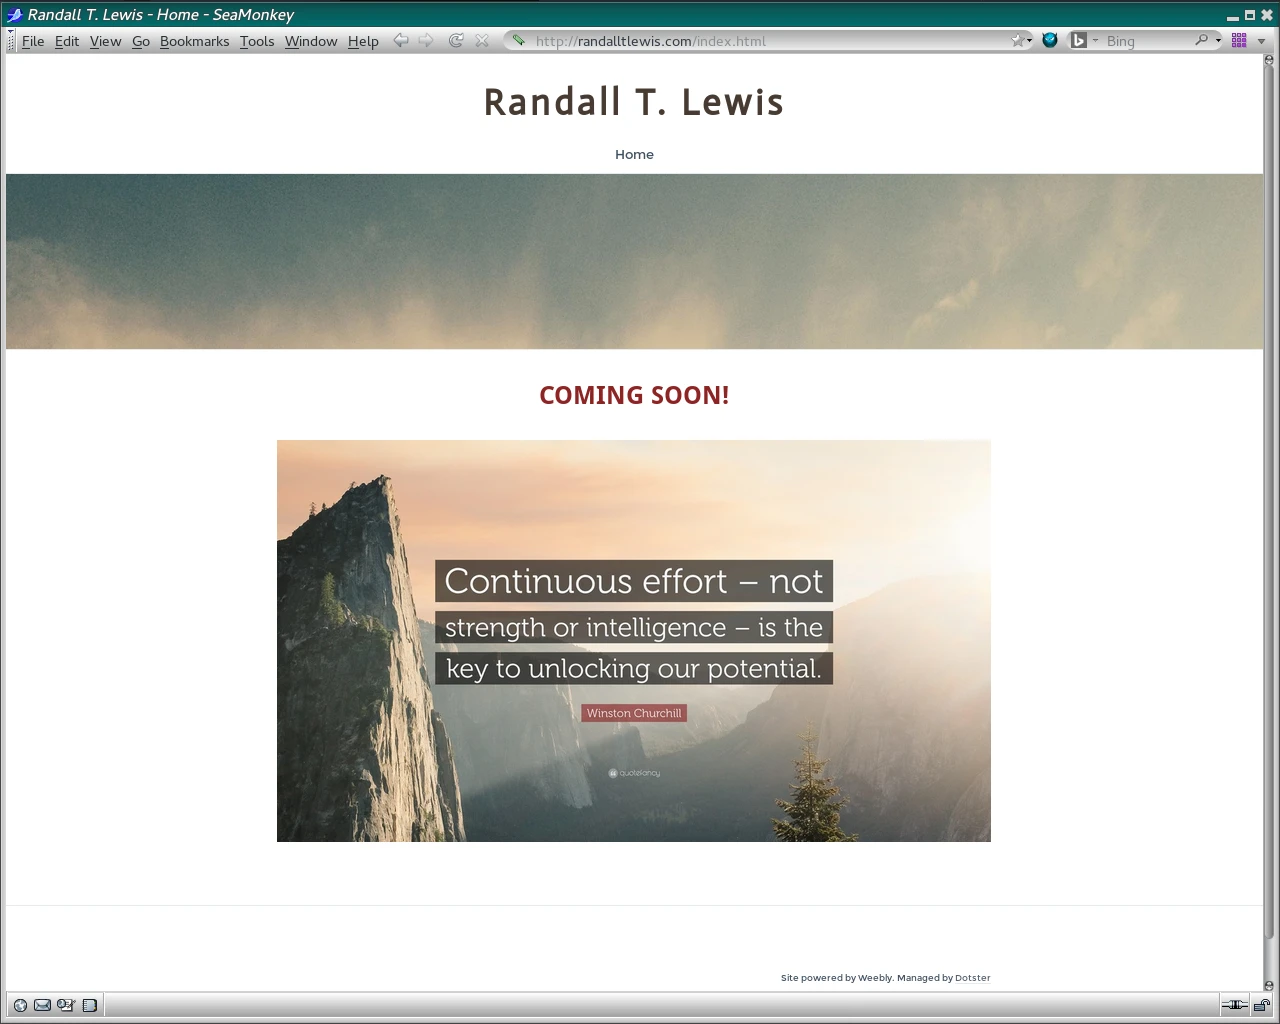 Randall T. Lewis - Home - SeaMonkey
File Edit View Go Bookmarks Tools Window Help http://randalltlewis.com/index.html Bing
Randall T. Lewis
Home
COMING SOON!
Continuous effort – not
strength or intelligence – is the
key to unlocking our potential.
Winston Churchill
quotefancy
Site powered by Weebly. Managed by Dotster